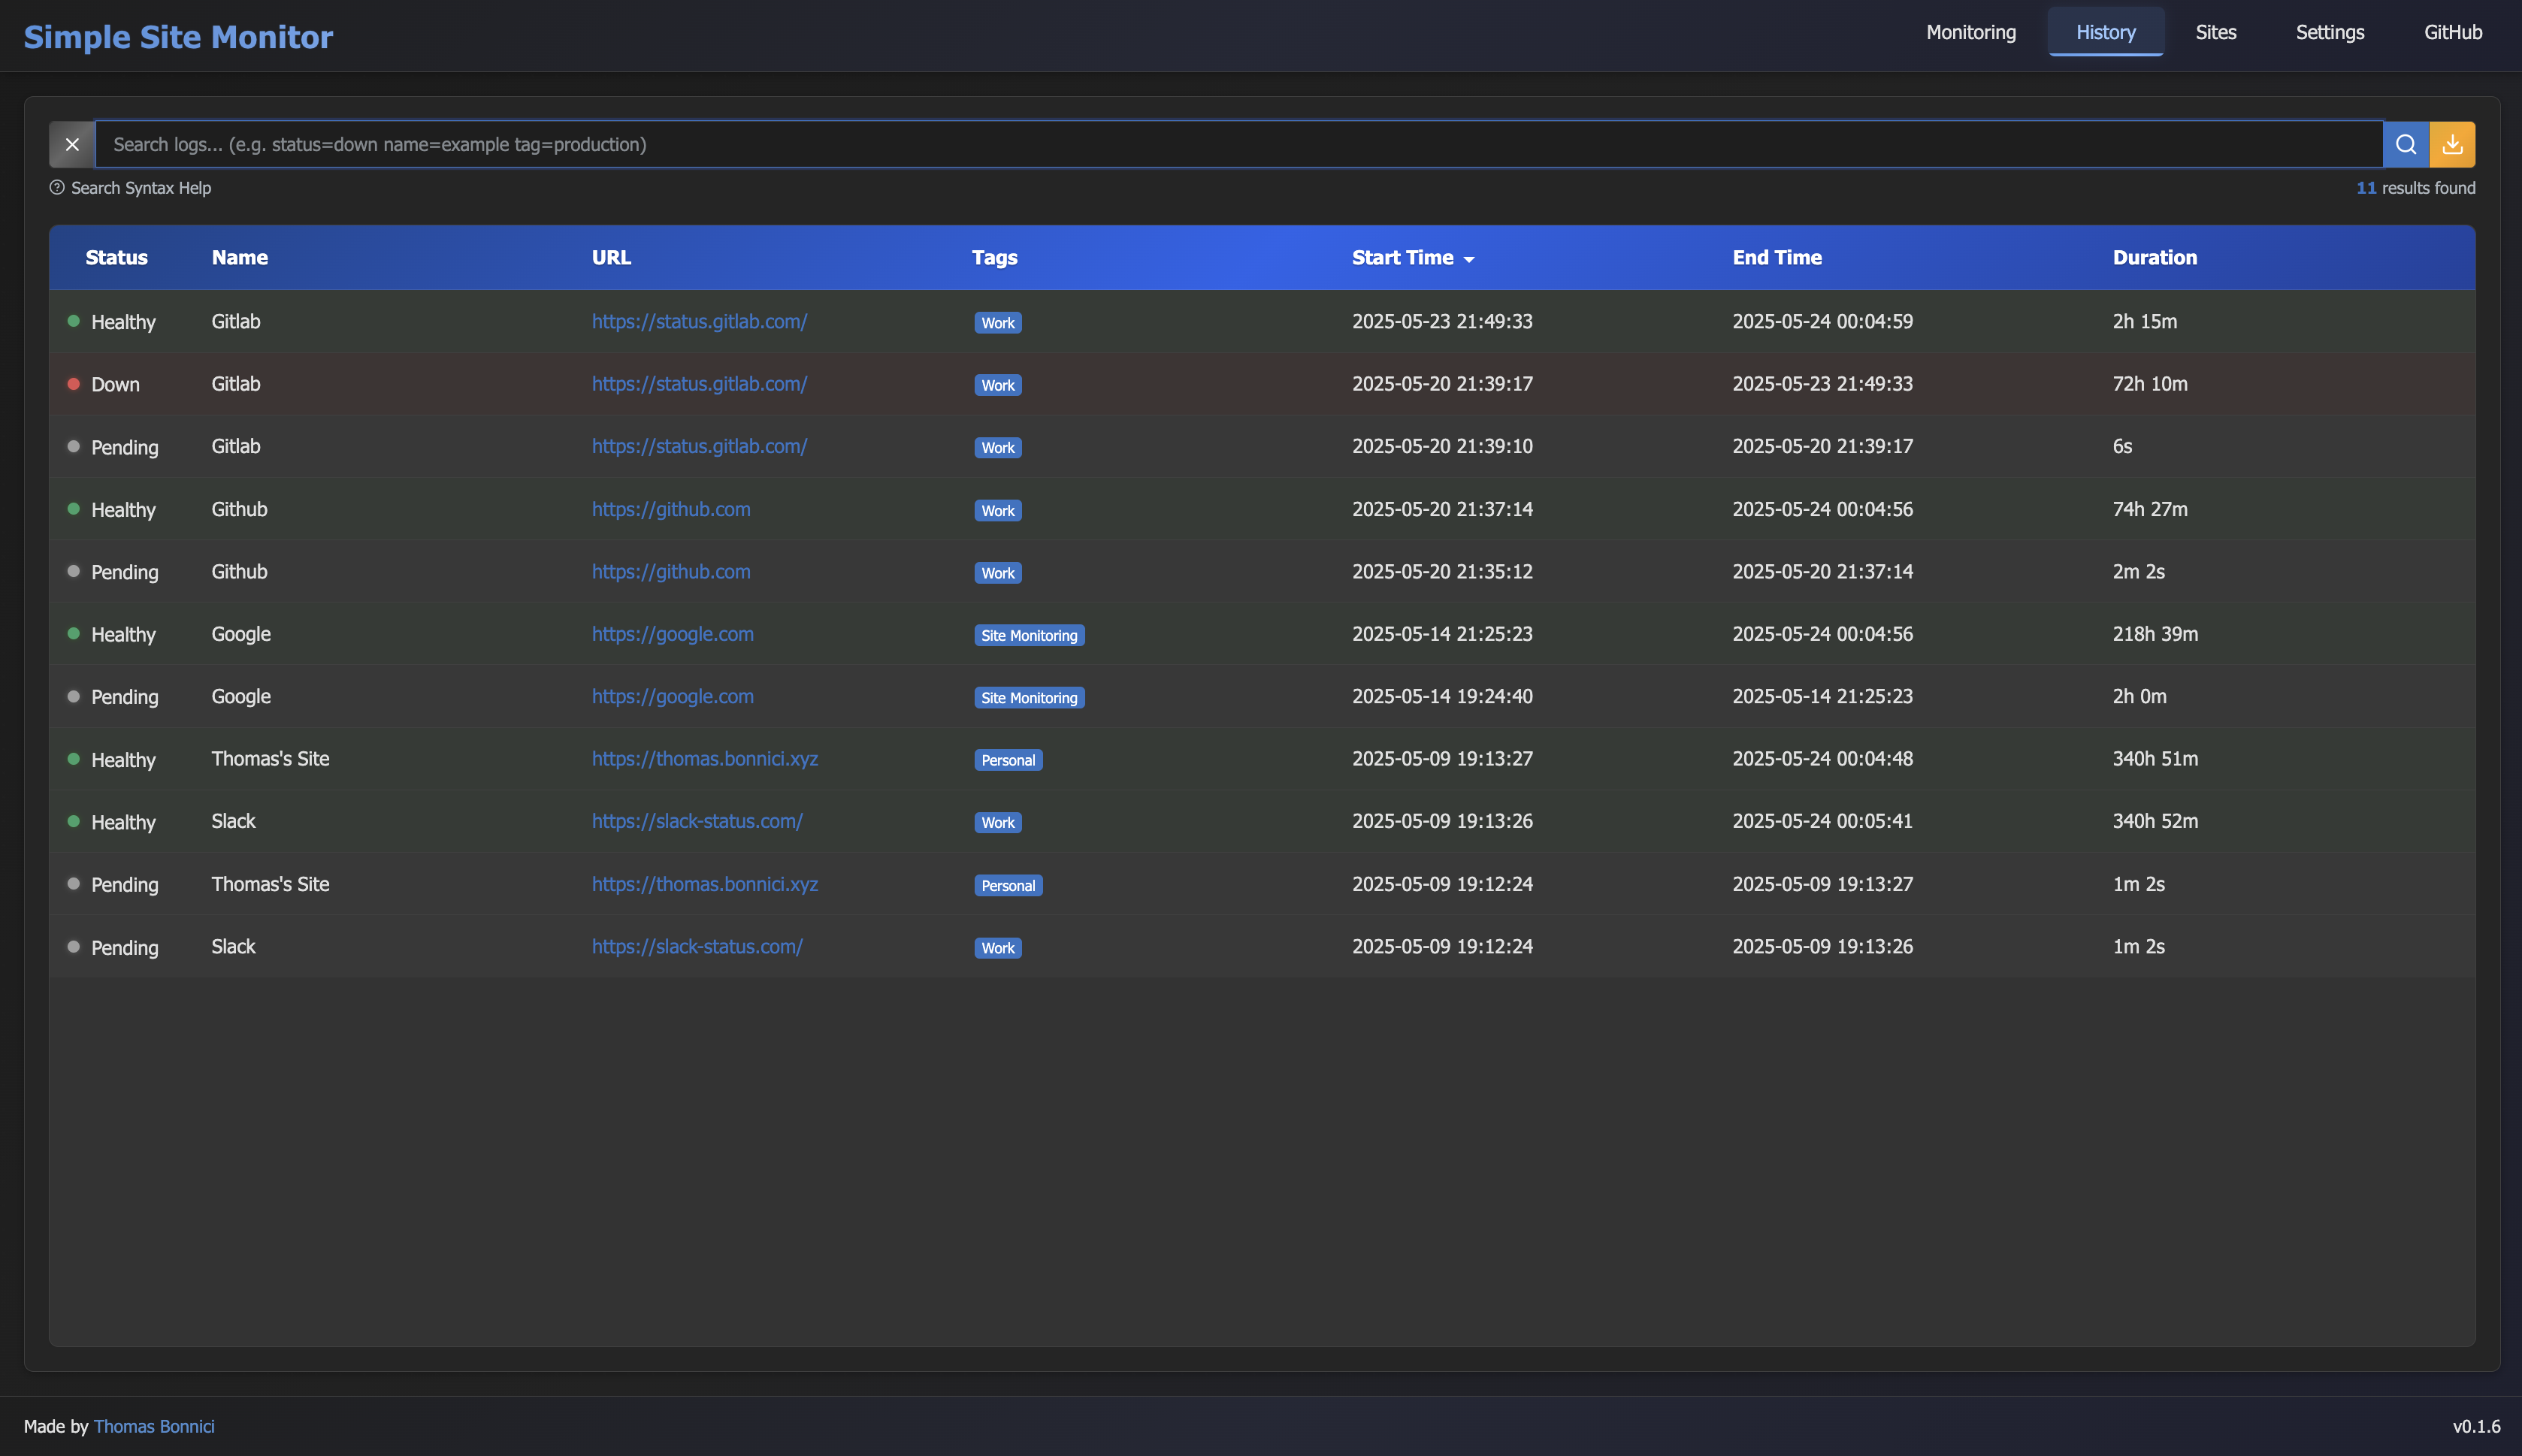 Simple Site Monitor
Monitoring History Sites Settings GitHub
Search logs... (e.g. status=down name=example tag=production)
Search Syntax Help
11 results found
Status Name URL Tags Start Time End Time Duration
Healthy Gitlab https://status.gitlab.com/ Work 2025-05-23 21:49:33 2025-05-24 00:04:59 2h 15m
Down Gitlab https://status.gitlab.com/ Work 2025-05-20 21:39:17 2025-05-23 21:49:33 72h 10m
Pending Gitlab https://status.gitlab.com/ Work 2025-05-20 21:39:10 2025-05-20 21:39:17 6s
Healthy Github https://github.com Work 2025-05-20 21:37:14 2025-05-24 00:04:56 74h 27m
Pending Github https://github.com Work 2025-05-20 21:35:12 2025-05-20 21:37:14 2m 2s
Healthy Google https://google.com Site Monitoring 2025-05-14 21:25:23 2025-05-24 00:04:56 218h 39m
Pending Google https://google.com Site Monitoring 2025-05-14 19:24:40 2025-05-14 21:25:23 2h 0m
Healthy Thomas's Site https://thomas.bonnici.xyz Personal 2025-05-09 19:13:27 2025-05-24 00:04:48 340h 51m
Healthy Slack https://slack-status.com/ Work 2025-05-09 19:13:26 2025-05-24 00:05:41 340h 52m
Pending Thomas's Site https://thomas.bonnici.xyz Personal 2025-05-09 19:12:24 2025-05-09 19:13:27 1m 2s
Pending Slack https://slack-status.com/ Work 2025-05-09 19:12:24 2025-05-09 19:13:26 1m 2s
Made by Thomas Bonnici
v0.1.6